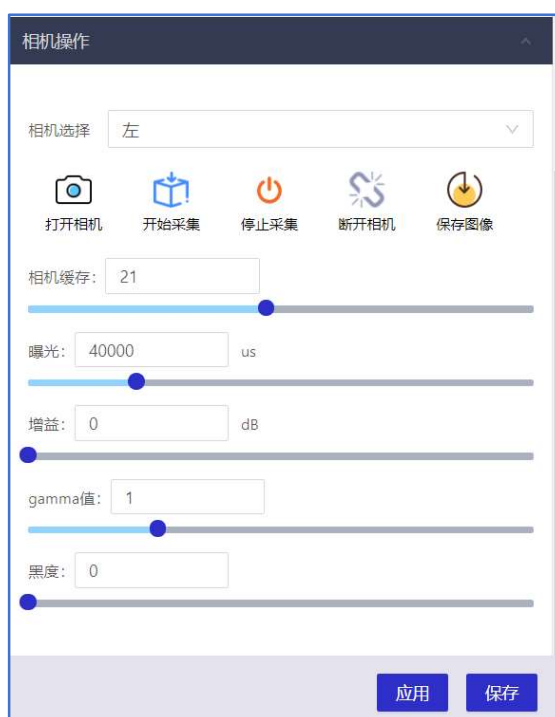 相机操作
相机选择 左
打开相机 开始采集 停止采集 断开相机 保存图像
相机缓存: 21
曝光: 40000 us
增益: 0 dB
gamma值: 1
黑度: 0
应用 保存